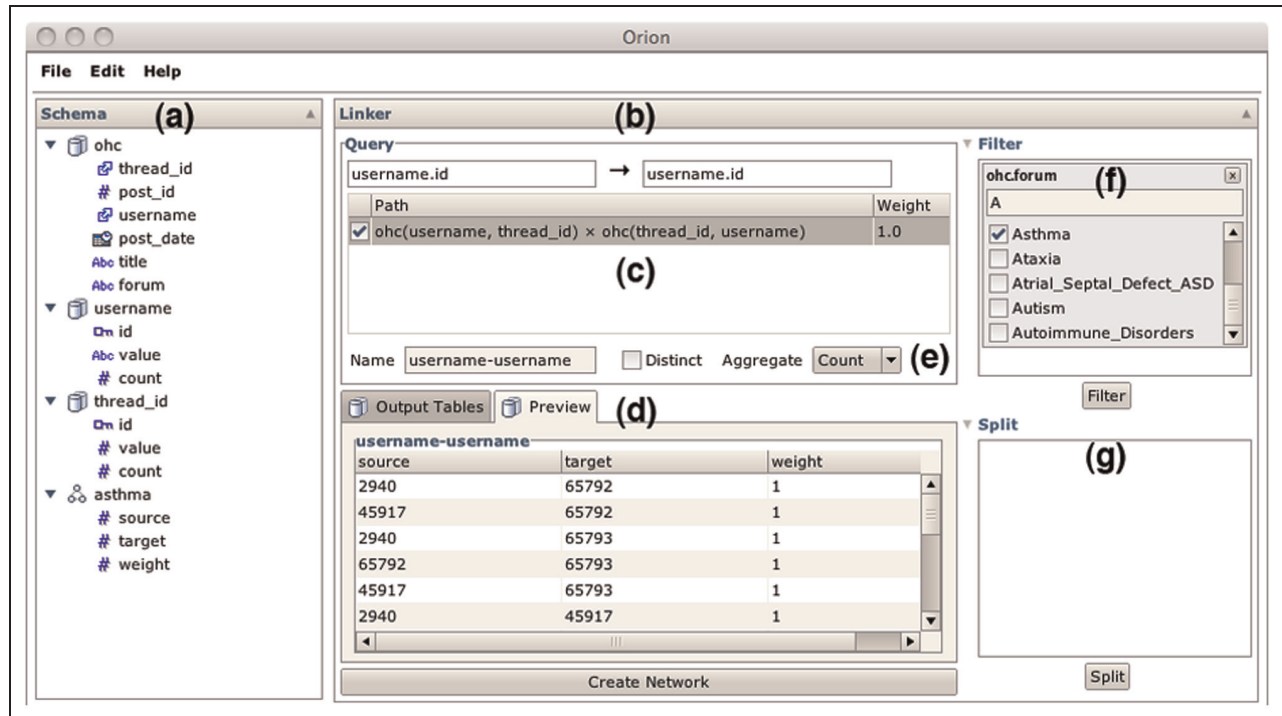 Orion
File Edit Help
Schema (a)
ohc
thread_id
# post_id
username
post_date
Abc title
Abc forum
username
id
Abc value
# count
thread_id
id
# value
# count
asthma
# source
# target
# weight
Linker (b)
Query
username.id → username.id
Path Weight
ohc(username, thread_id) × ohc(thread_id, username) 1.0
(c)
Name username-username Distinct Aggregate Count (e)
Output Tables Preview (d)
username-username
source target weight
2940 65792 1
45917 65792 1
2940 65793 1
65792 65793 1
45917 65793 1
2940 45917 1
Create Network
Filter
ohc.forum (f)
A
Asthma
Ataxia
Atrial_Septal_Defect_ASD
Autism
Autoimmune_Disorders
Filter
Split
(g)
Split